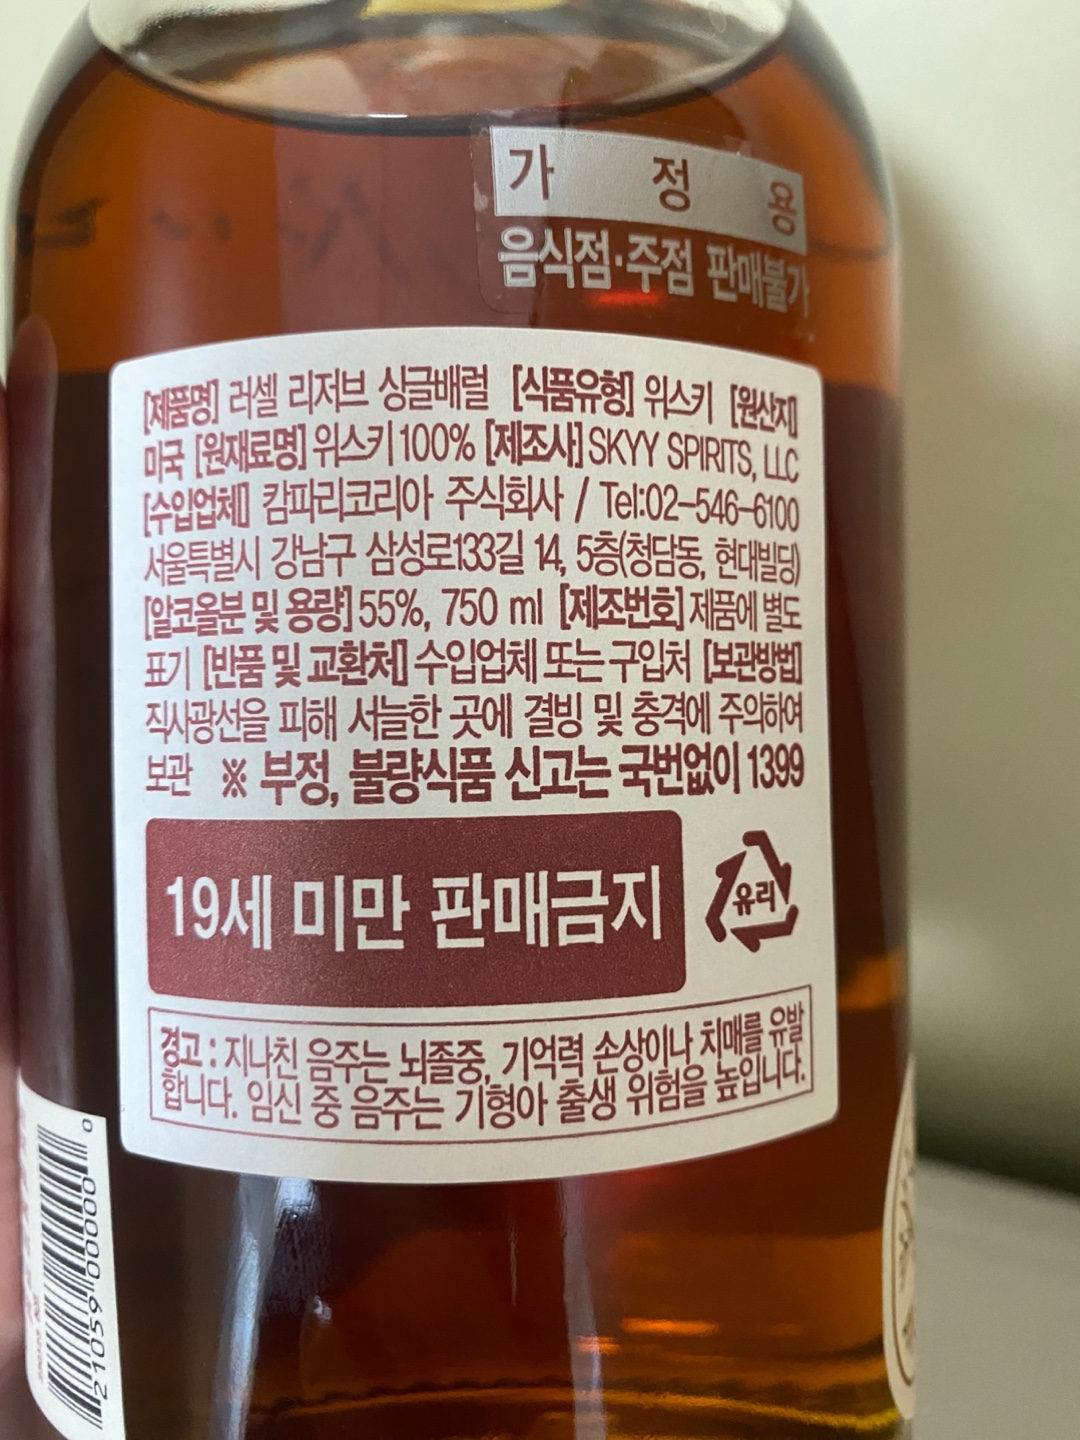 가 정 용
음식점·주점 판매불가
[제품명] 러셀 리저브 싱글배럴 [식품유형] 위스키 [원산지]
미국 [원재료명] 위스키 100% [제조사] SKYY SPIRITS, LLC
[수입업체] 캄파리코리아 주식회사 / Tel:02-546-6100
서울특별시 강남구 삼성로133길 14, 5층(청담동, 현대빌딩)
[알코올분 및 용량] 55%, 750 ml [제조번호] 제품에 별도
표기 [반품 및 교환처] 수입업체 또는 구입처 [보관방법]
직사광선을 피해 서늘한 곳에 결빙 및 충격에 주의하여
보관 ※ 부정, 불량식품 신고는 국번없이 1399
19세 미만 판매금지
유리
경고 : 지나친 음주는 뇌졸중, 기억력 손상이나 치매를 유발
합니다. 임신 중 음주는 기형아 출생 위험을 높입니다.
21059 00000 0